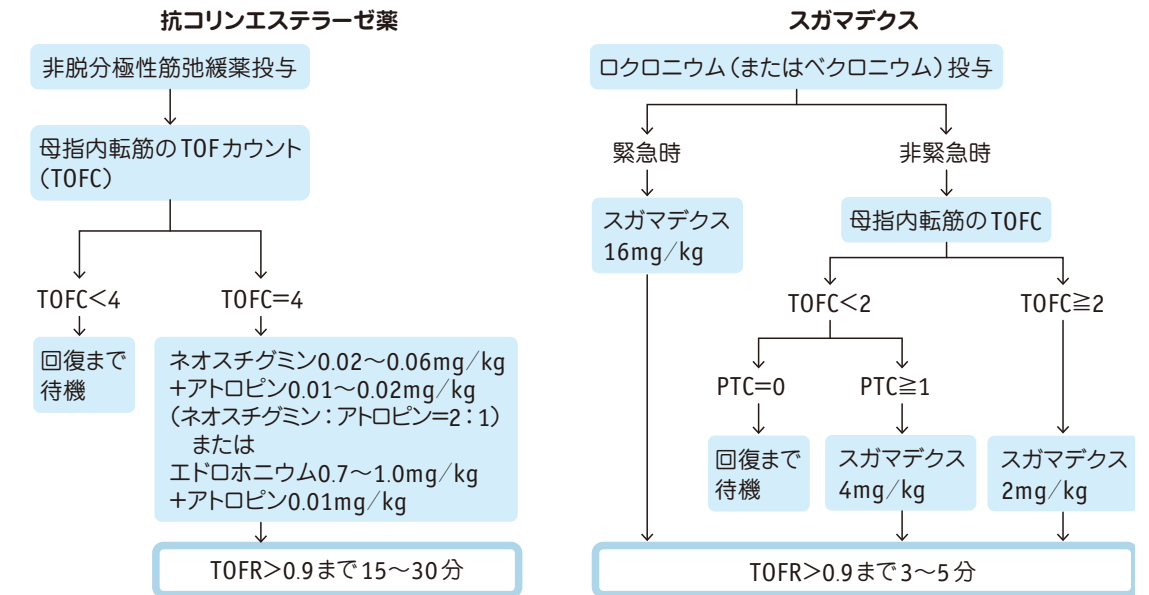 抗コリンエステラーゼ薬
非脱分極性筋弛緩薬投与
母指内転筋のTOFカウント
(TOFC)
TOFC<4
TOFC=4
回復まで
待機
ネオスチグミン0.02〜0.06mg/kg
+アトロピン0.01〜0.02mg/kg
(ネオスチグミン:アトロピン=2:1)
または
エドロホニウム0.7〜1.0mg/kg
+アトロピン0.01mg/kg
TOFR>0.9まで15〜30分
スガマデクス
ロクロニウム(またはベクロニウム)投与
緊急時
非緊急時
スガマデクス
16mg/kg
母指内転筋のTOFC
TOFC<2
TOFC≧2
PTC=0
PTC≧1
回復まで
待機
スガマデクス
4mg/kg
スガマデクス
2mg/kg
TOFR>0.9まで3〜5分